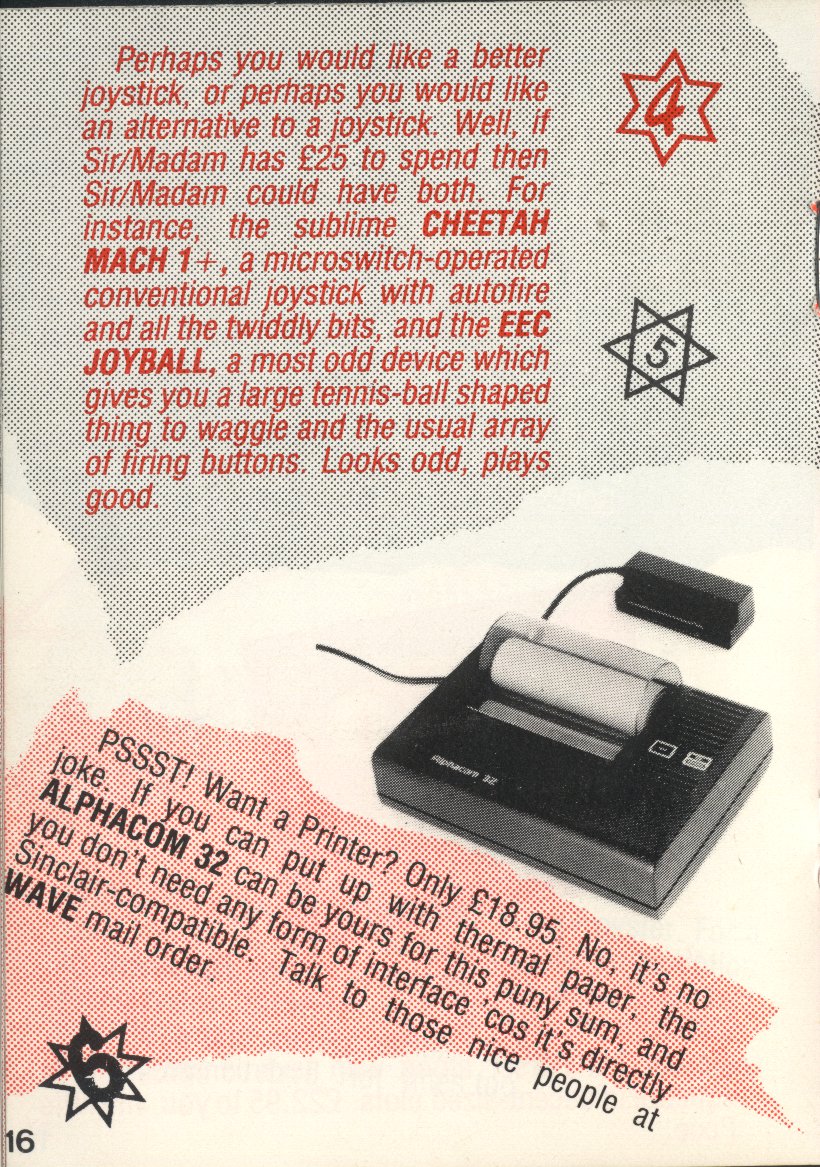 Perhaps you would like a better
joystick, or perhaps you would like
an alternative to a joystick. Well, if
Sir/Madam has £25 to spend then
Sir/Madam could have both. For
instance, the sublime CHEETAH
MACH 1+, a microswitch-operated
conventional joystick with autofire
and all the twiddly bits, and the EEC
JOYBALL, a most odd device which
gives you a large tennis-ball shaped
thing to waggle and the usual array
of firing buttons. Looks odd, plays
good.
4
5
Alphacom 32
PSSST! Want a Printer? Only £18.95. No, it's no
joke. If you can put up with thermal paper, the
ALPHACOM 32 can be yours for this puny sum, and
you don't need any form of interface 'cos it's directly
Sinclair-compatible. Talk to those nice people at
WAVE mail order.
6
16